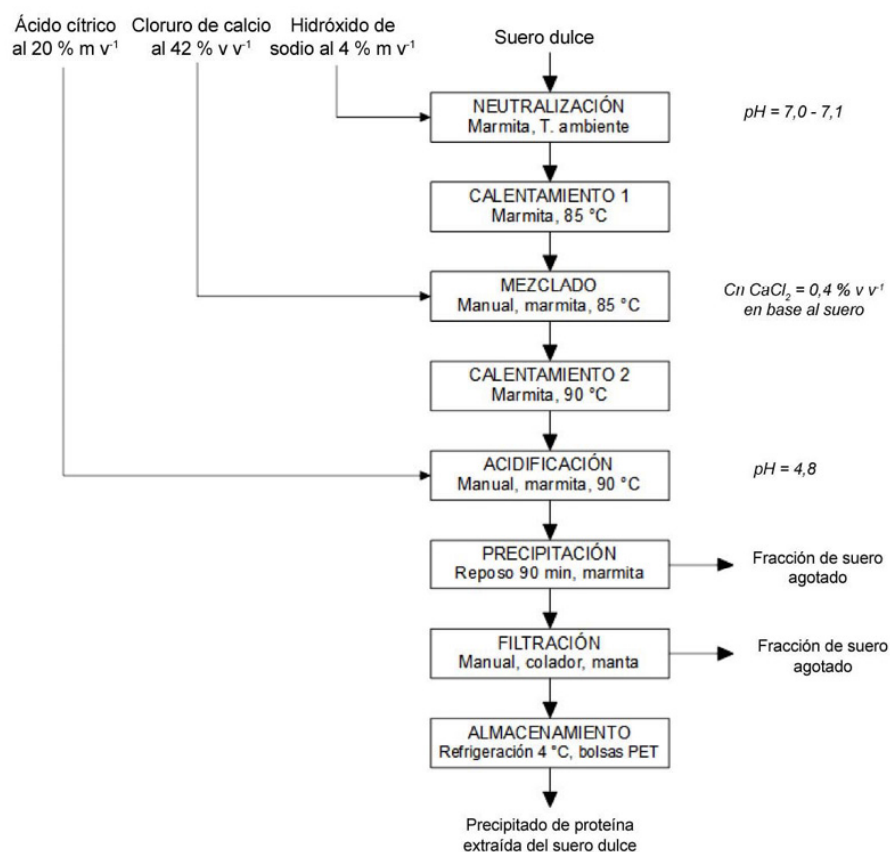 Ácido cítrico
al 20 % m v⁻¹
Cloruro de calcio
al 42 % v v⁻¹
Hidróxido de
sodio al 4 % m v⁻¹
Suero dulce
NEUTRALIZACIÓN
Marmita, T. ambiente
pH = 7,0 - 7,1
CALENTAMIENTO 1
Marmita, 85 °C
MEZCLADO
Manual, marmita, 85 °C
Cn CaCl₂ = 0,4 % v v⁻¹
en base al suero
CALENTAMIENTO 2
Marmita, 90 °C
ACIDIFICACIÓN
Manual, marmita, 90 °C
pH = 4,8
PRECIPITACIÓN
Reposo 90 min, marmita
Fracción de suero
agotado
FILTRACIÓN
Manual, colador, manta
Fracción de suero
agotado
ALMACENAMIENTO
Refrigeración 4 °C, bolsas PET
Precipitado de proteína
extraída del suero dulce